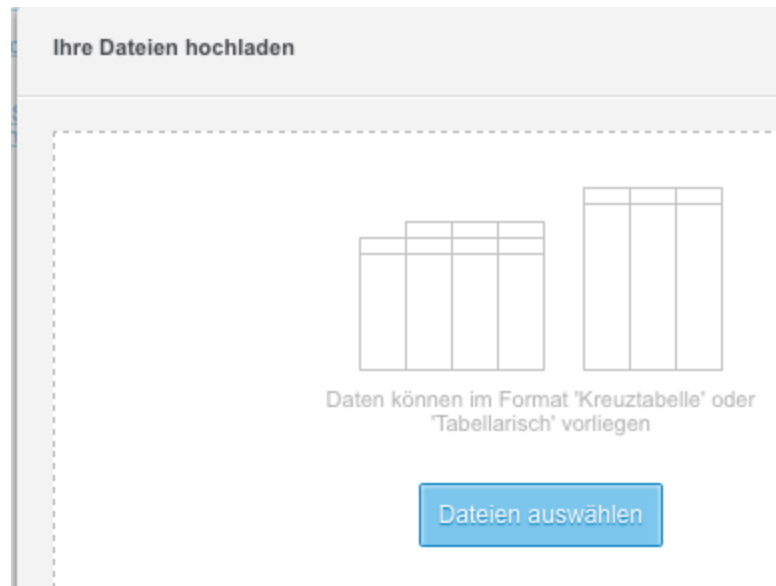 Ihre Dateien hochladen
Daten können im Format 'Kreuztabelle' oder
'Tabellarisch' vorliegen
Dateien auswählen